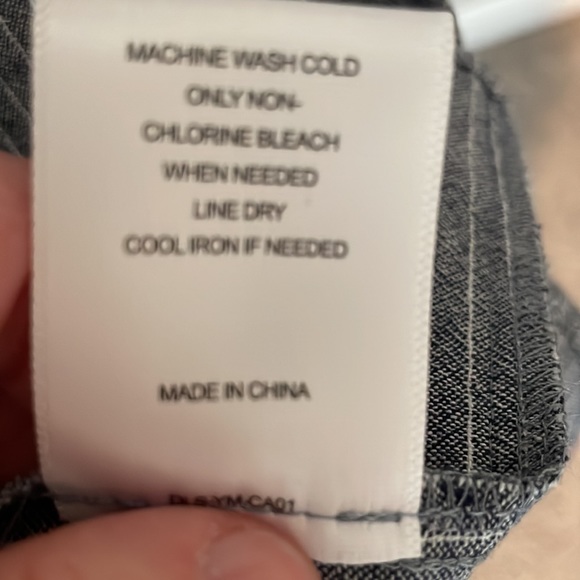 MACHINE WASH COLD
ONLY NON-
CHLORINE BLEACH
WHEN NEEDED
LINE DRY
COOL IRON IF NEEDED
MADE IN CHINA